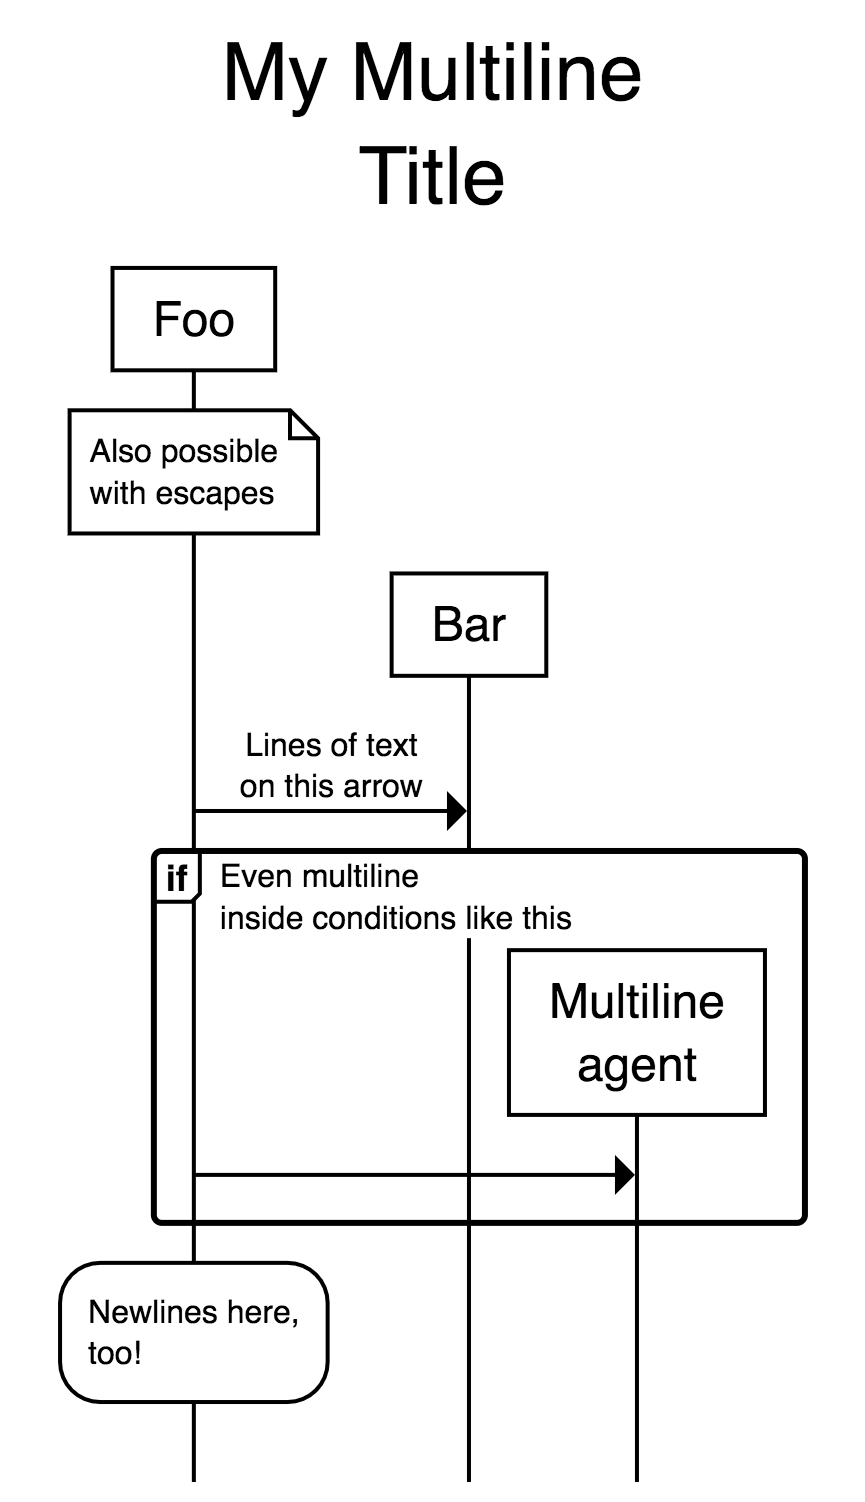 My Multiline
Title
Foo
Also possible
with escapes
Bar
Lines of text
on this arrow
if
Even multiline
inside conditions like this
Multiline
agent
Newlines here,
too!